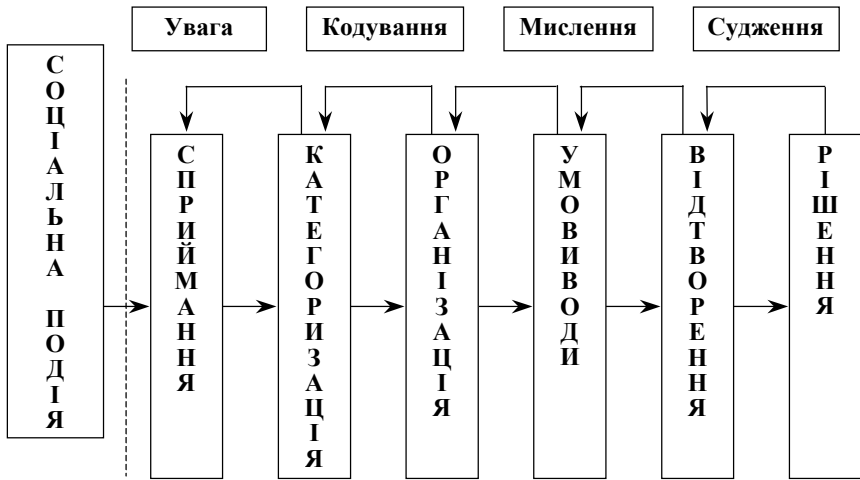 Увага
Кодування
Мислення
Судження
СОЦІАЛЬНА ПОДІЯ
СПРИЙМАННЯ
КАТЕГОРИЗАЦІЯ
ОРГАНІЗАЦІЯ
УМОВИВОДИ
ВІДТВОРЕННЯ
РІШЕННЯ